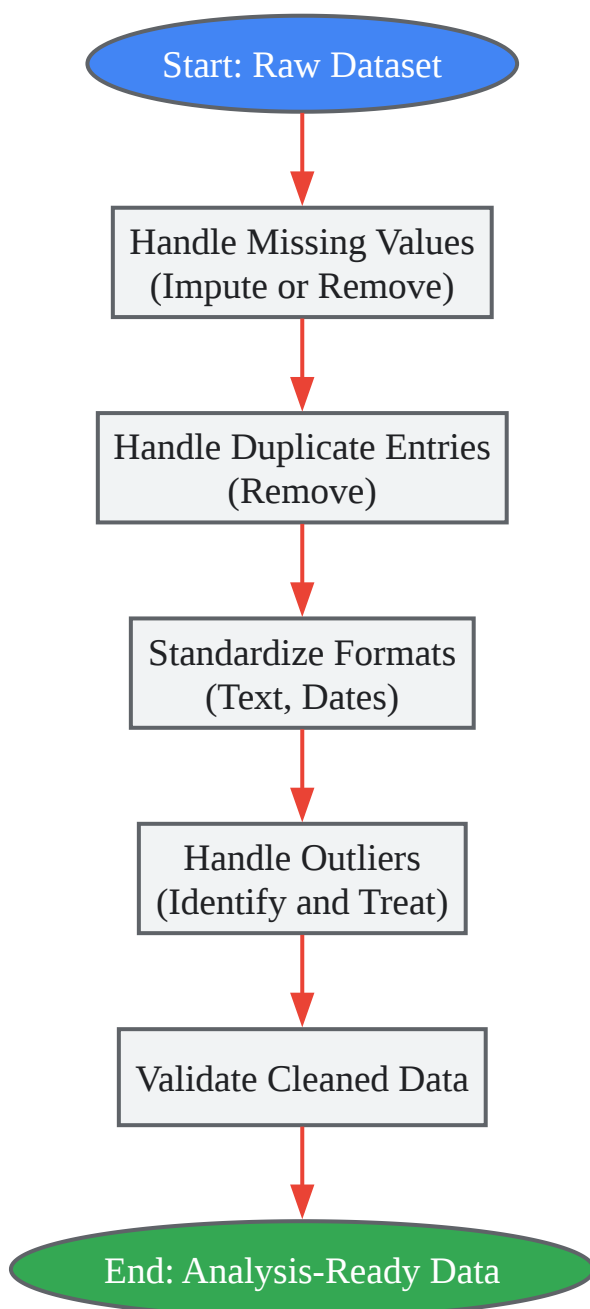 Start: Raw Dataset
Handle Missing Values
(Impute or Remove)
Handle Duplicate Entries
(Remove)
Standardize Formats
(Text, Dates)
Handle Outliers
(Identify and Treat)
Validate Cleaned Data
End: Analysis-Ready Data